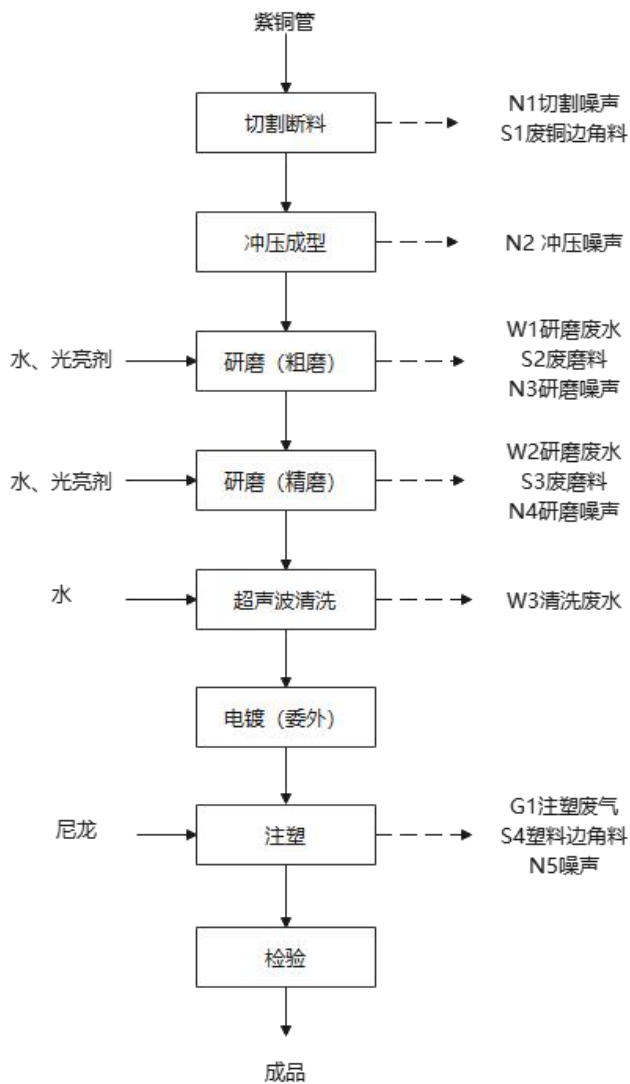 紫铜管
切割断料
N1切割噪声
S1废铜边角料
冲压成型
N2 冲压噪声
水、光亮剂
研磨（粗磨）
W1研磨废水
S2废磨料
N3研磨噪声
水、光亮剂
研磨（精磨）
W2研磨废水
S3废磨料
N4研磨噪声
水
超声波清洗
W3清洗废水
电镀（委外）
尼龙
注塑
G1注塑废气
S4塑料边角料
N5噪声
检验
成品